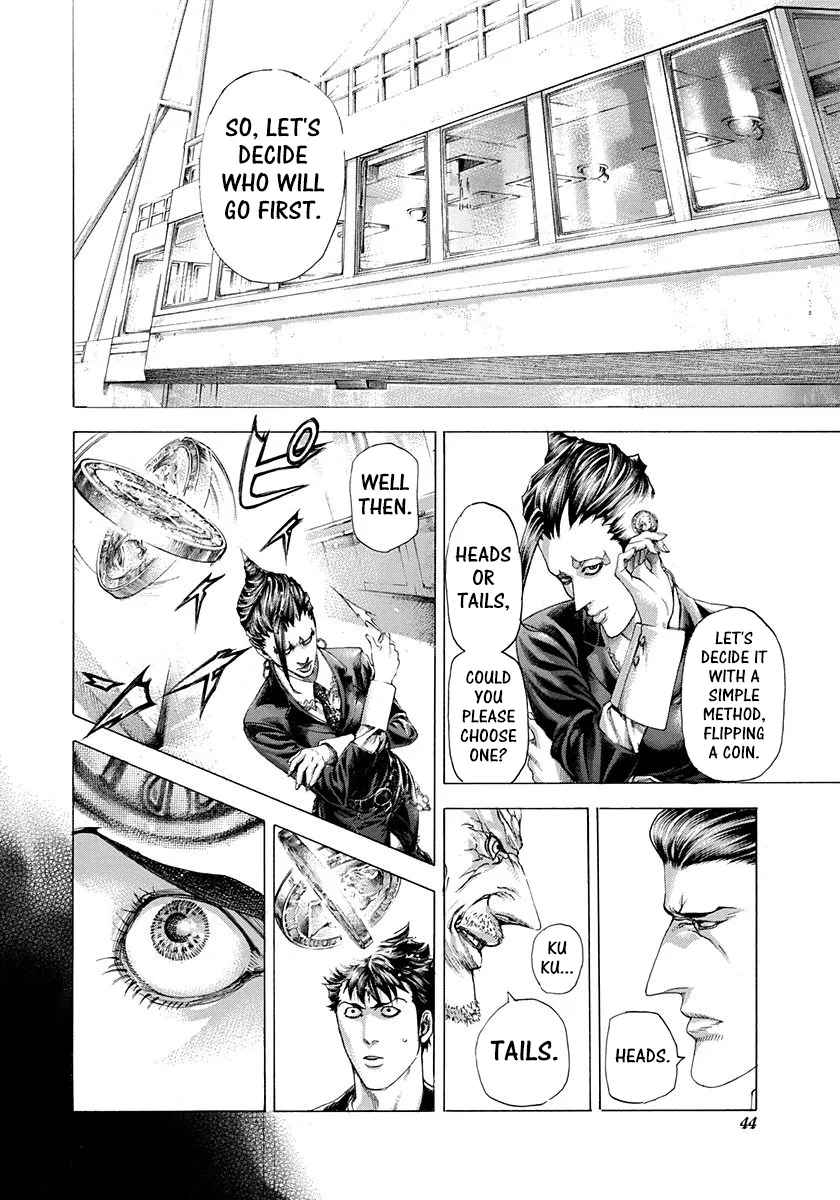 SO, LET'S
DECIDE
WHO WILL
GO FIRST.
LET'S
DECIDE IT
WITH A
SIMPLE
METHOD,
FLIPPING
A COIN.
HEADS
OR
TAILS,
COULD
YOU
PLEASE
CHOOSE
ONE?
WELL
THEN.
ピ
HEADS.
KU
KU...
TAILS.
44